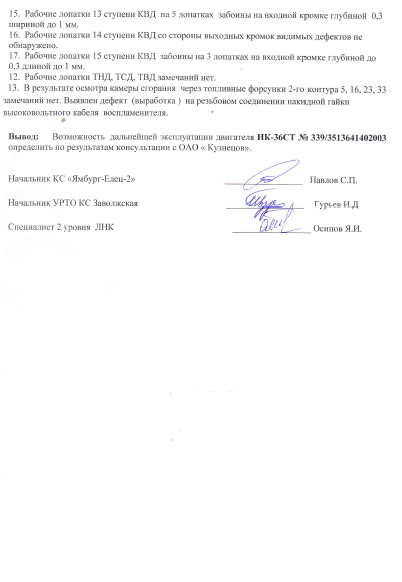 15. Рабочие лопатки 13 ступени КВД на 5 лопатках забоины на входной кромке глубиной 0,3
шириной до 1 мм.
16. Рабочие лопатки 14 ступени КВД со стороны выходных кромок видимых дефектов не
обнаружено.
17. Рабочие лопатки 15 ступени КВД забоины на 3 лопатках на входной кромке глубиной до
0,3 длиной до 1 мм.
12. Рабочие лопатки ТНД, ТСД, ТВД замечаний нет.
13. В результате осмотра камеры сгорания через топливные форсунки 2-го контура 5, 16, 23, 33
замечаний нет. Выявлен дефект (выработка ) на резьбовом соединении накидной гайки
высоковольтного кабеля воспламенителя.
Вывод: Возможность дальнейшей эксплуатации двигателя НК-36СТ № 339/3513641402003
определить по результатам консультации с ОАО « Кузнецов».
Начальник КС «Ямбург-Елец-2» Павлов С.П.
Начальник УРТО КС Заволжская Гурьев И.Д
Специалист 2 уровня ЛНК Осипов Я.И.